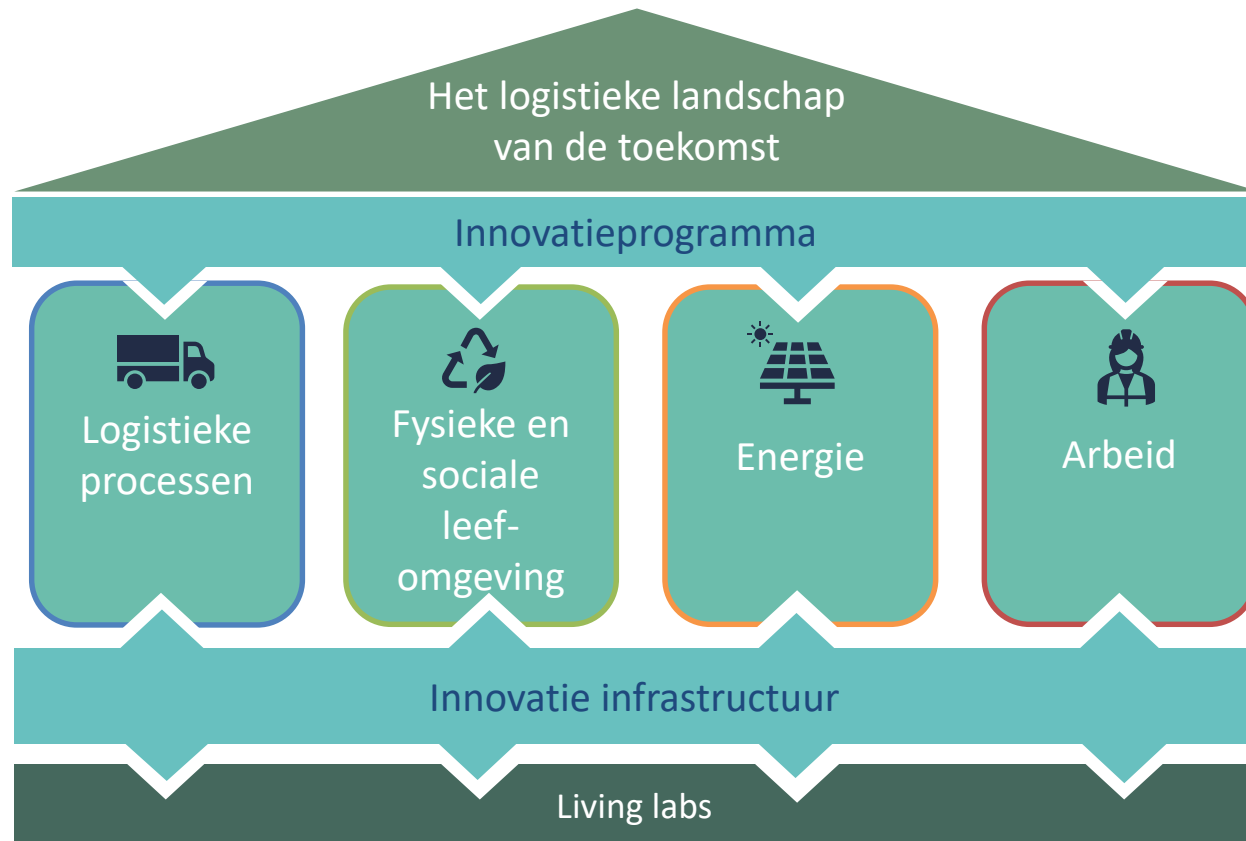 Het logistieke landschap
van de toekomst
Innovatieprogramma
Logistieke
processen
Fysieke en
sociale
leef-
omgeving
Energie
Arbeid
Innovatie infrastructuur
Living labs